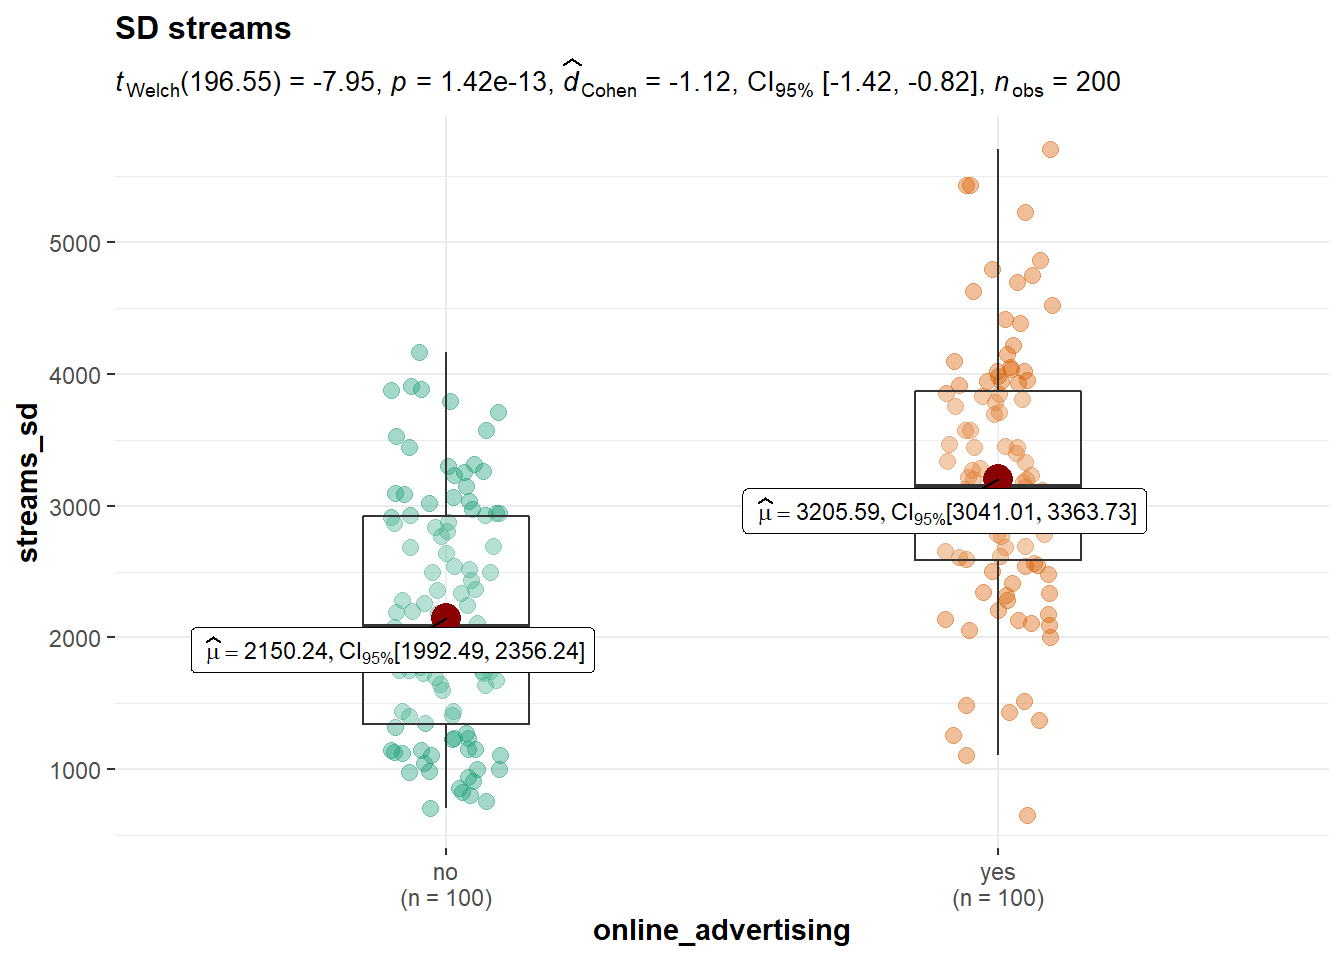 SD streams
t Welch(196.55) = -7.95, p = 1.42e-13, d̂ Cohen = -1.12, CI95% [-1.42, -0.82], n obs = 200
streams_sd
5000
4000
3000
2000
1000
μ̂ = 3205.59, CI95%[3041.01, 3363.73]
μ̂ = 2150.24, CI95%[1992.49, 2356.24]
no
(n = 100)
yes
(n = 100)
online_advertising